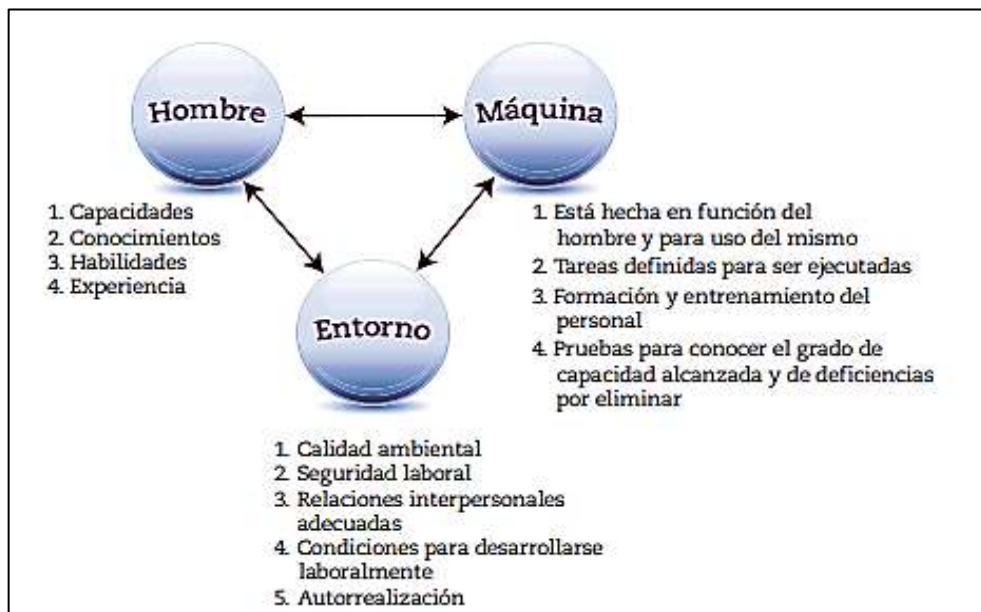 Hombre
Máquina
1. Capacidades
2. Conocimientos
3. Habilidades
4. Experiencia
Entorno
1. Está hecha en función del
hombre y para uso del mismo
2. Tareas definidas para ser ejecutadas
3. Formación y entrenamiento del
personal
4. Pruebas para conocer el grado de
capacidad alcanzada y de deficiencias
por eliminar
1. Calidad ambiental
2. Seguridad laboral
3. Relaciones interpersonales
adecuadas
4. Condiciones para desarrollarse
laboralmente
5. Autorrealización